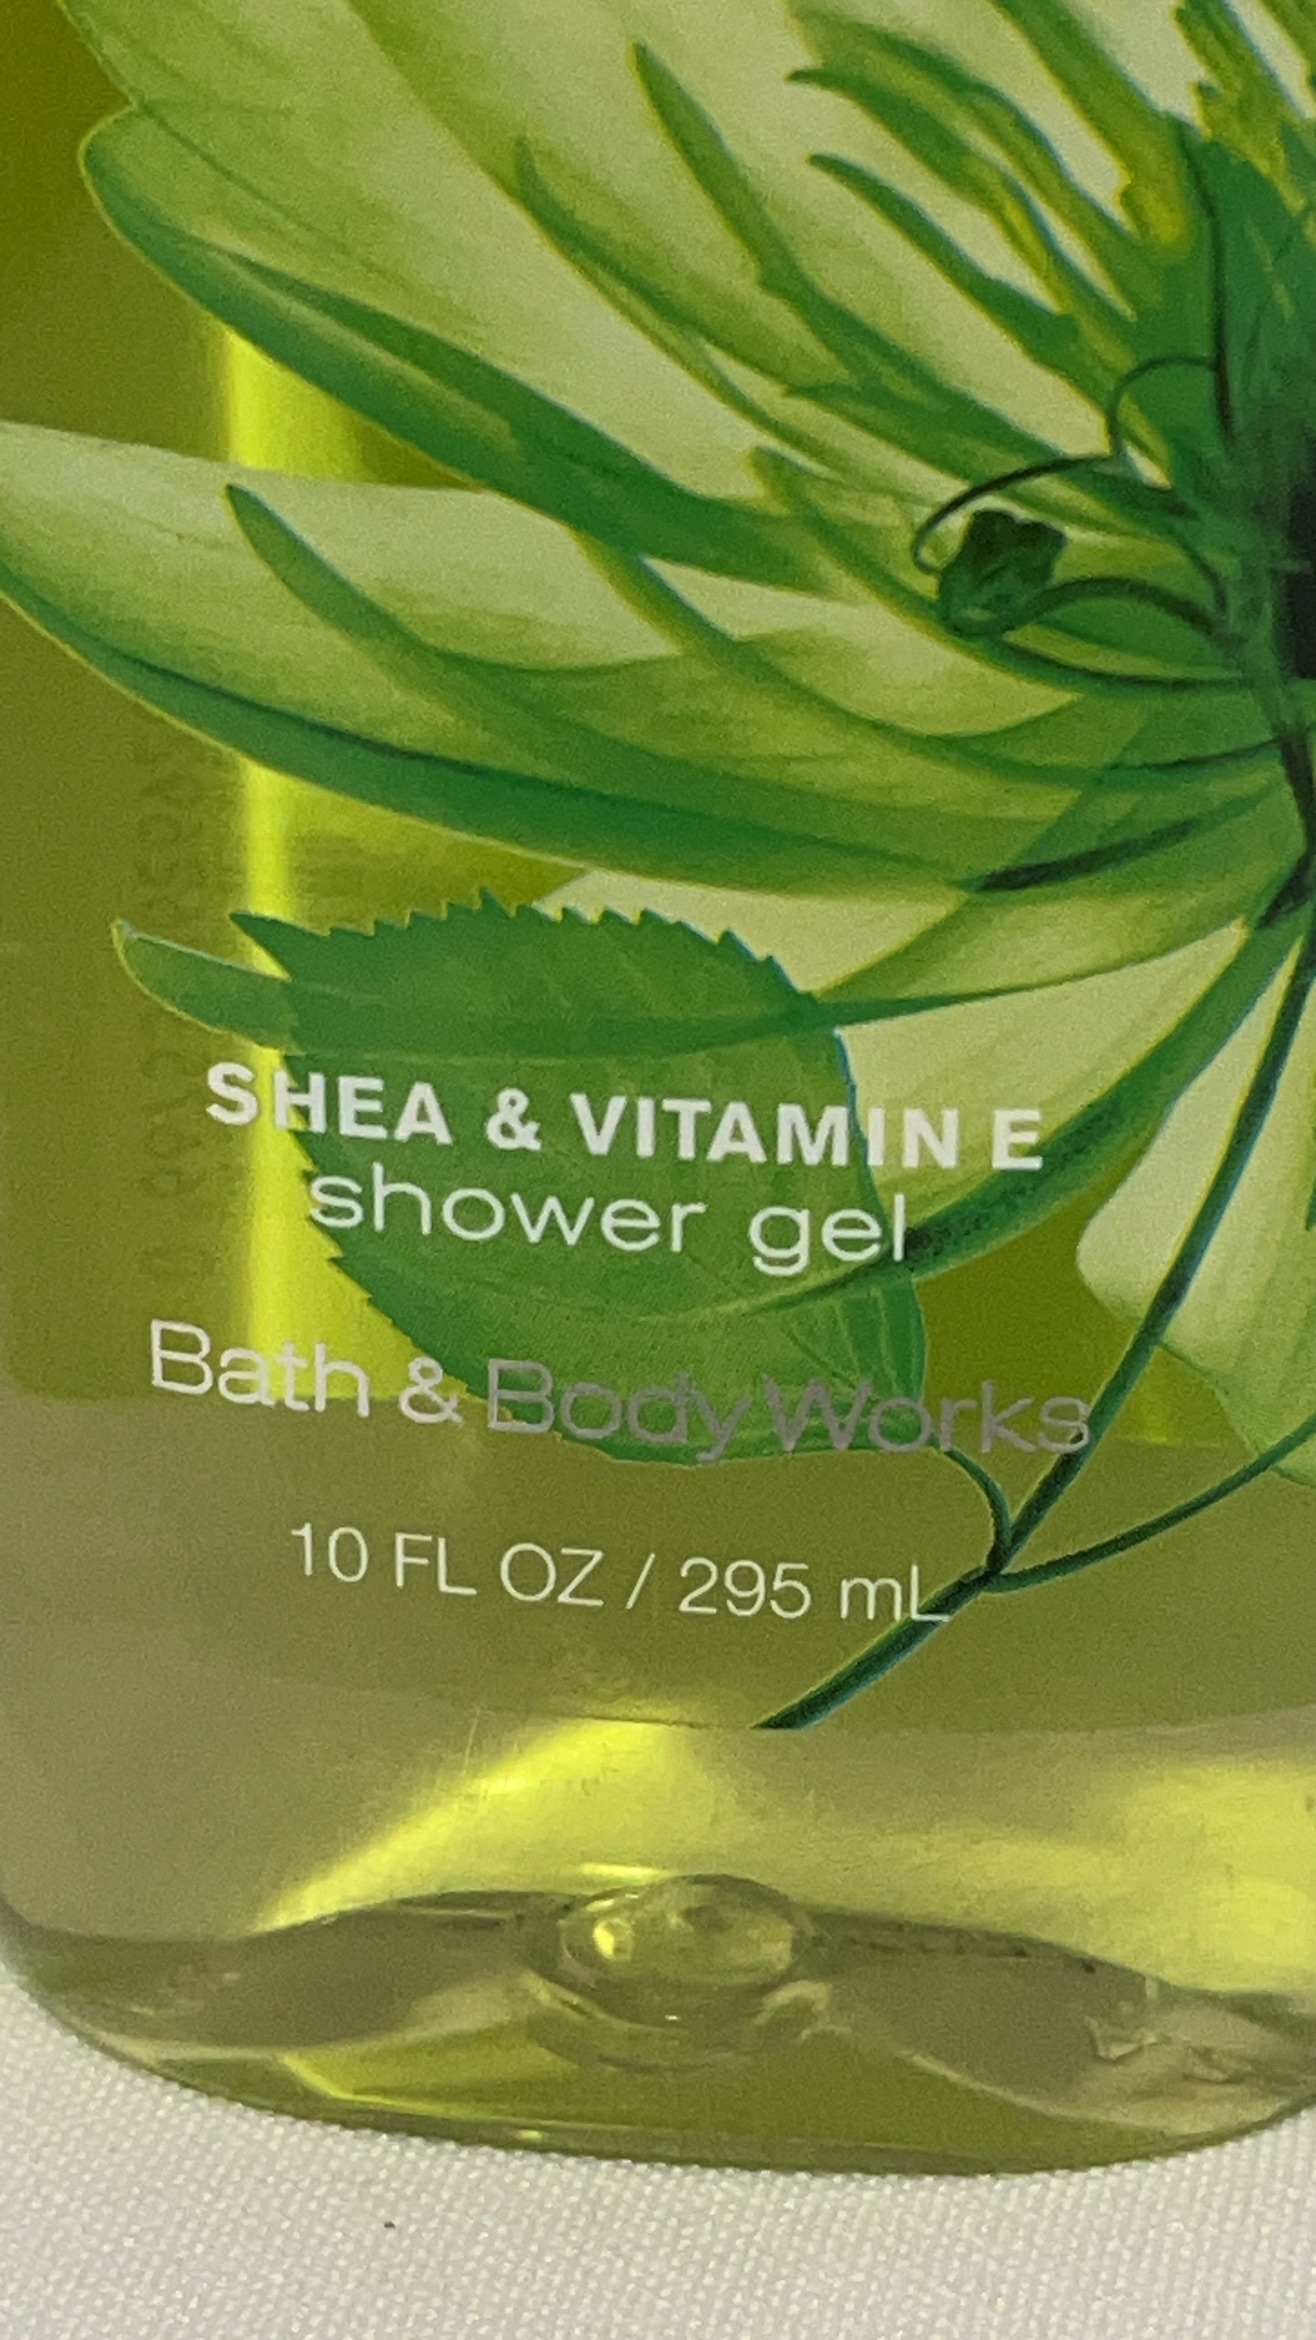 SHEA & VITAMIN E
shower gel
Bath & Body Works
10 FL OZ / 295 mL